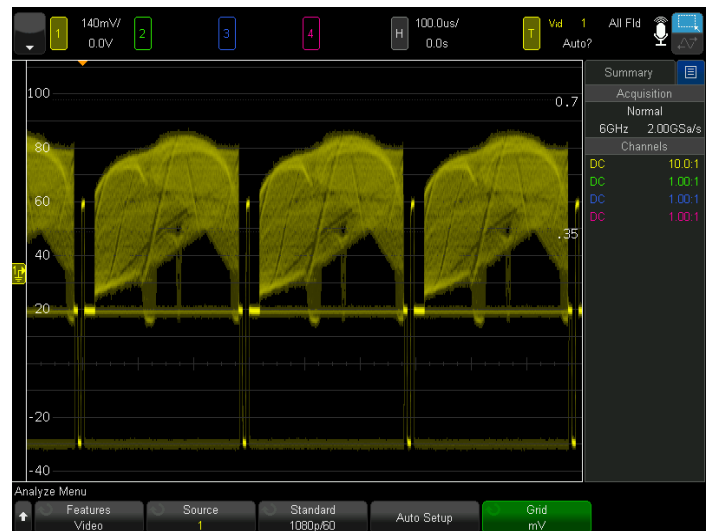 1 140mV/ 0.0V 2 3 4 H 100.0us/ 0.0s T Vid 1 All Fld Auto?
Summary
Acquisition
Normal
6GHz 2.00GSa/s
Channels
DC 10.0:1
DC 1.00:1
DC 1.00:1
DC 1.00:1
100
0.7
80
60
.35
40
20
0
-20
-40
Analyze Menu
Features Video
Source 1
Standard 1080p/60
Auto Setup
Grid mV